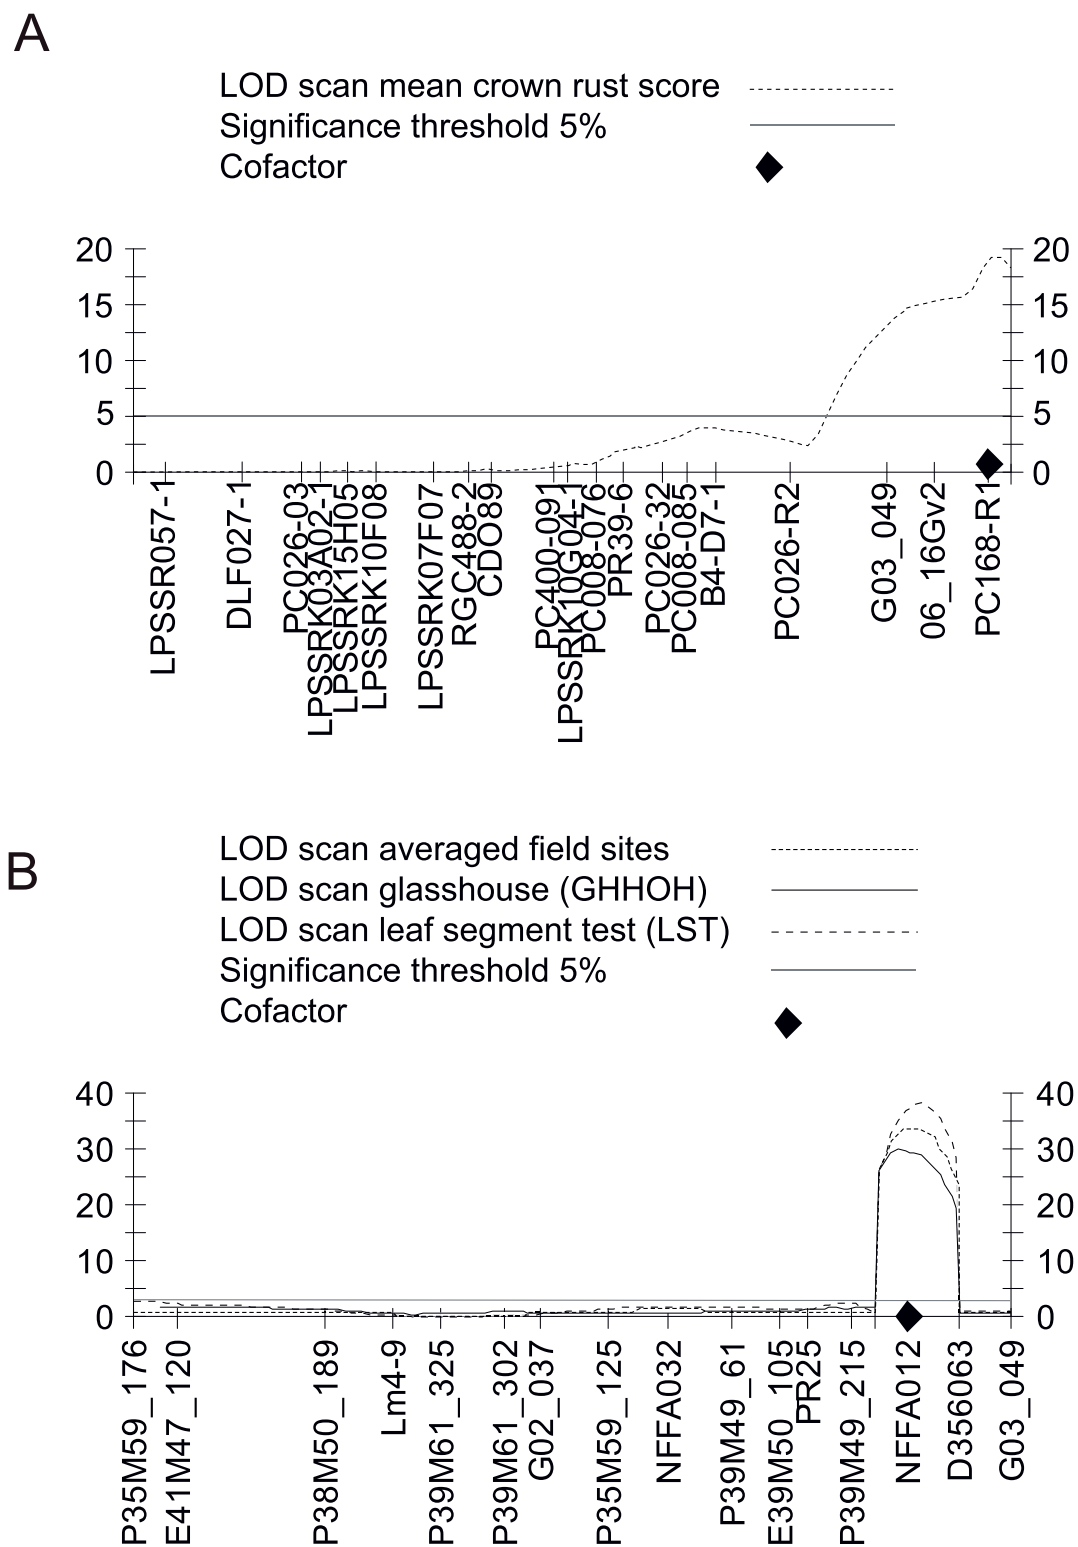 A
LOD scan mean crown rust score
Significance threshold 5%
Cofactor
20 20
15 15
10 10
5 5
0 0
LPSSR057-1
DLF027-1
PC026-03
LPSSRK03A02-1
LPSSRK15H05
LPSSRK10F08
LPSSRK07F07
RGC488-2
CDO89
PC400-091
LPSSRK10G04-1
PC008-076
PR39-6
PC026-32
PC008-085
B4-D7-1
PC026-R2
G03_049
06_16Gv2
PC168-R1
B
LOD scan averaged field sites
LOD scan glasshouse (GHHOH)
LOD scan leaf segment test (LST)
Significance threshold 5%
Cofactor
40 40
30 30
20 20
10 10
0 0
P35M59_176
E41M47_120
P38M50_189
Lm4-9
P39M61_325
P39M61_302
G02_037
P35M59_125
NFFA032
P39M49_61
E39M50_105
PR25
P39M49_215
NFFA012
D356063
G03_049